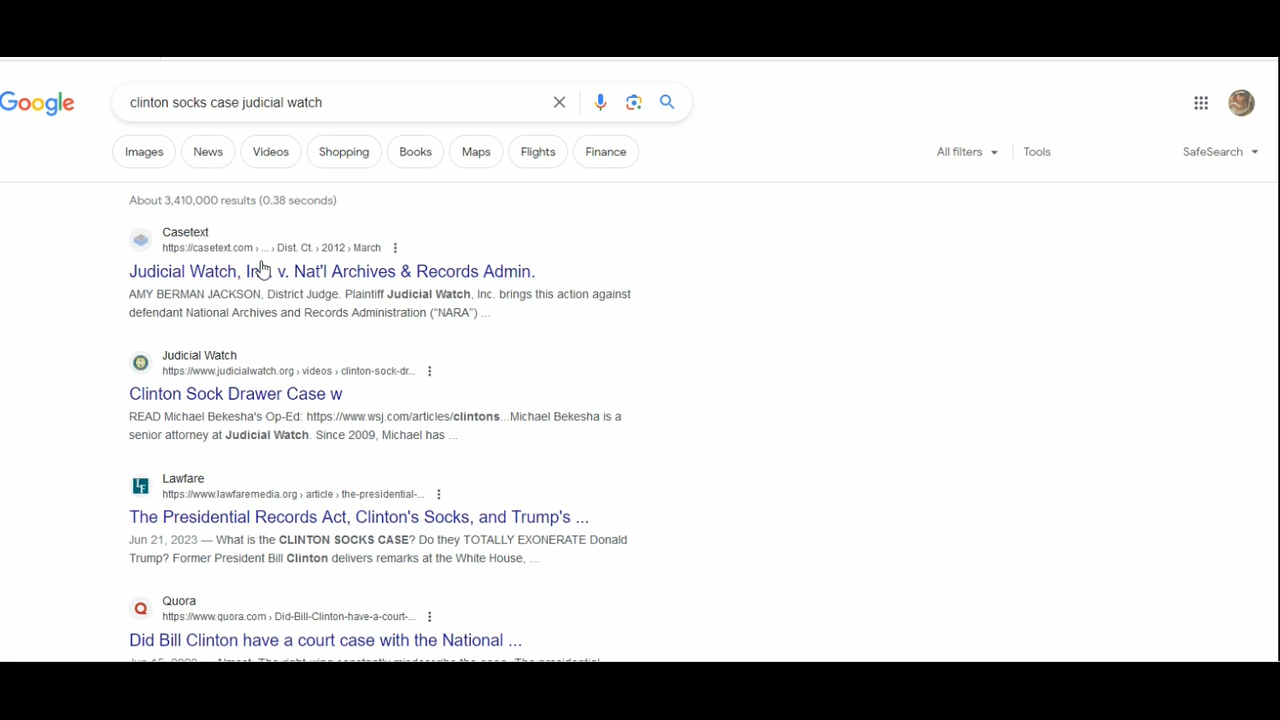 Google
clinton socks case judicial watch
Images News Videos Shopping Books Maps Flights Finance All filters Tools SafeSearch
About 3,410,000 results (0.38 seconds)
Casetext
https://casetext.com › ... › Dist. Ct. › 2012 › March
Judicial Watch, Inc. v. Nat'l Archives & Records Admin.
AMY BERMAN JACKSON, District Judge. Plaintiff Judicial Watch, Inc. brings this action against
defendant National Archives and Records Administration (“NARA”) ...
Judicial Watch
https://www.judicialwatch.org › videos › clinton-sock-dr...
Clinton Sock Drawer Case w
READ Michael Bekesha's Op-Ed: https://www.wsj.com/articles/clintons...Michael Bekesha is a
senior attorney at Judicial Watch. Since 2009, Michael has ...
Lawfare
https://www.lawfaremedia.org › article › the-presidential-...
The Presidential Records Act, Clinton's Socks, and Trump's ...
Jun 21, 2023 — What is the CLINTON SOCKS CASE? Do they TOTALLY EXONERATE Donald
Trump? Former President Bill Clinton delivers remarks at the White House, ...
Quora
https://www.quora.com › Did-Bill-Clinton-have-a-court-...
Did Bill Clinton have a court case with the National ...